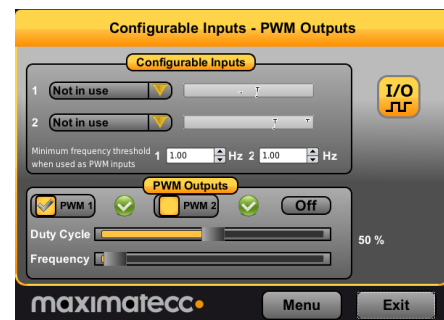 Configurable Inputs - PWM Outputs
Configurable Inputs
I/O
1 Not in use
2 Not in use
Minimum frequency threshold
when used as PWM inputs
1 1.00 Hz 2 1.00 Hz
PWM Outputs
PWM 1 PWM 2 Off
Duty Cycle 50 %
Frequency
maximatecc
Menu Exit